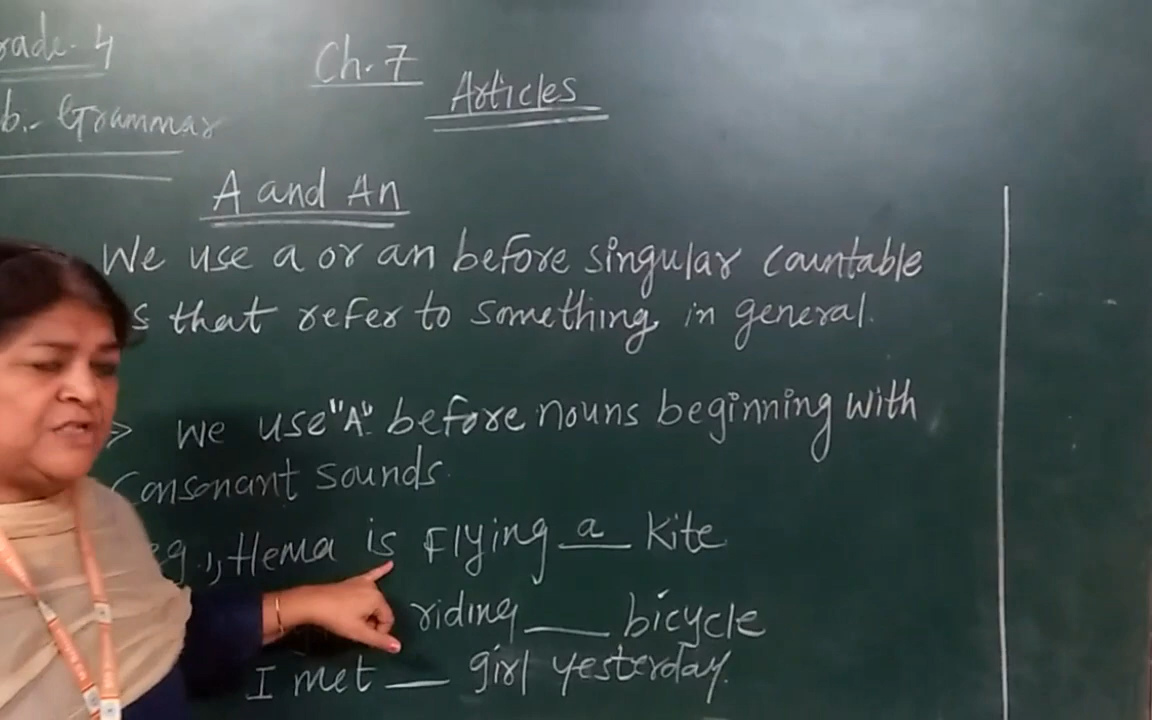 rade- 4
Ch.7
Articles
b.- Grammar
A and An
We use a or an before singular countable
s that refer to something in general.
> We use "A" before nouns beginning with
Consonant sounds.
eg., Hema is Flying a Kite
riding ___ bicycle
I met ___ girl yesterday.